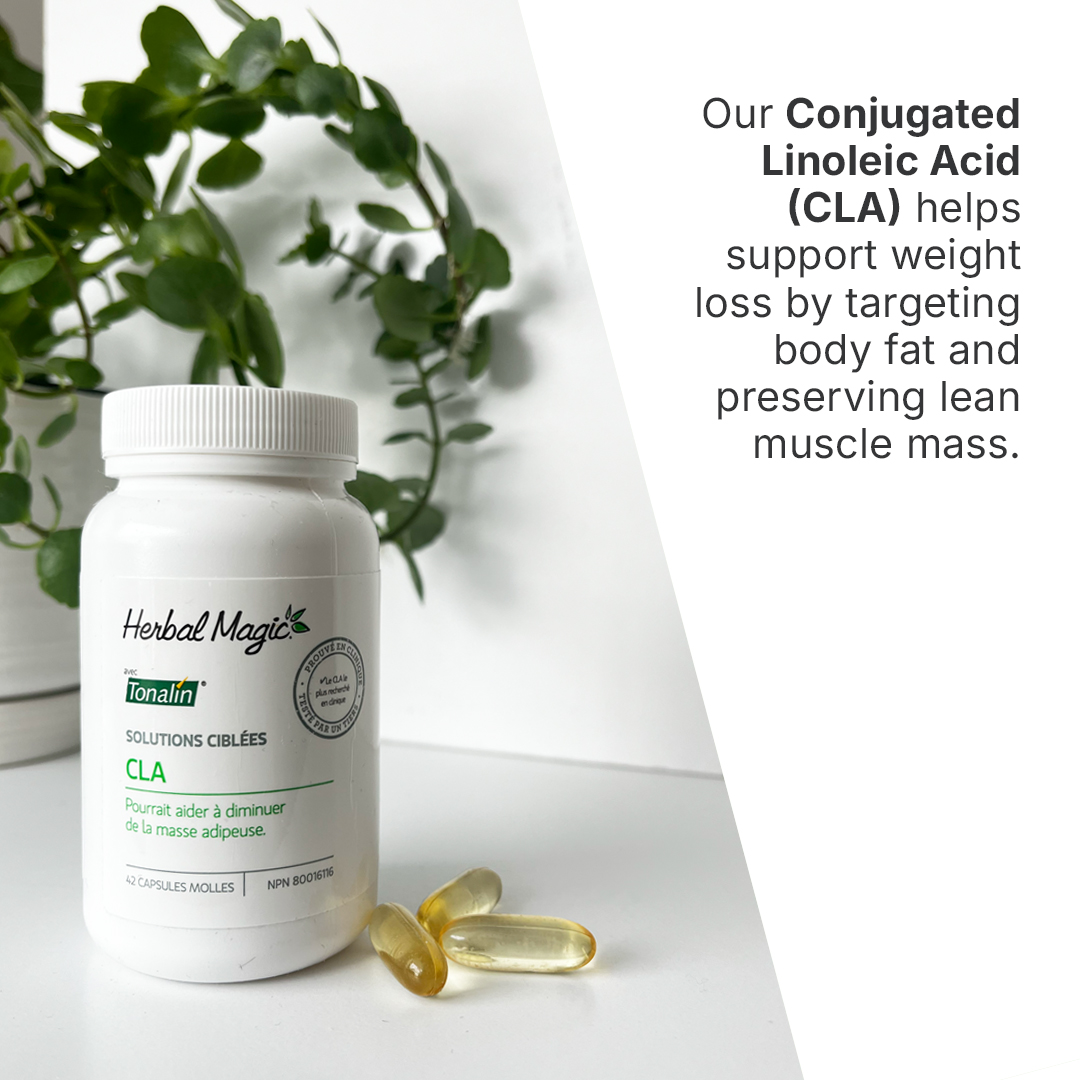 Our Conjugated
Linoleic Acid
(CLA) helps
support weight
loss by targeting
body fat and
preserving lean
muscle mass.
Herbal Magic
avec
Tonalin®
PROUVÉ EN CLINIQUE
✓Le CLA le
plus recherché
en clinique
TESTÉ PAR UN TIERS
SOLUTIONS CIBLÉES
CLA
Pourrait aider à diminuer
de la masse adipeuse.
42 CAPSULES MOLLES | NPN 80016116